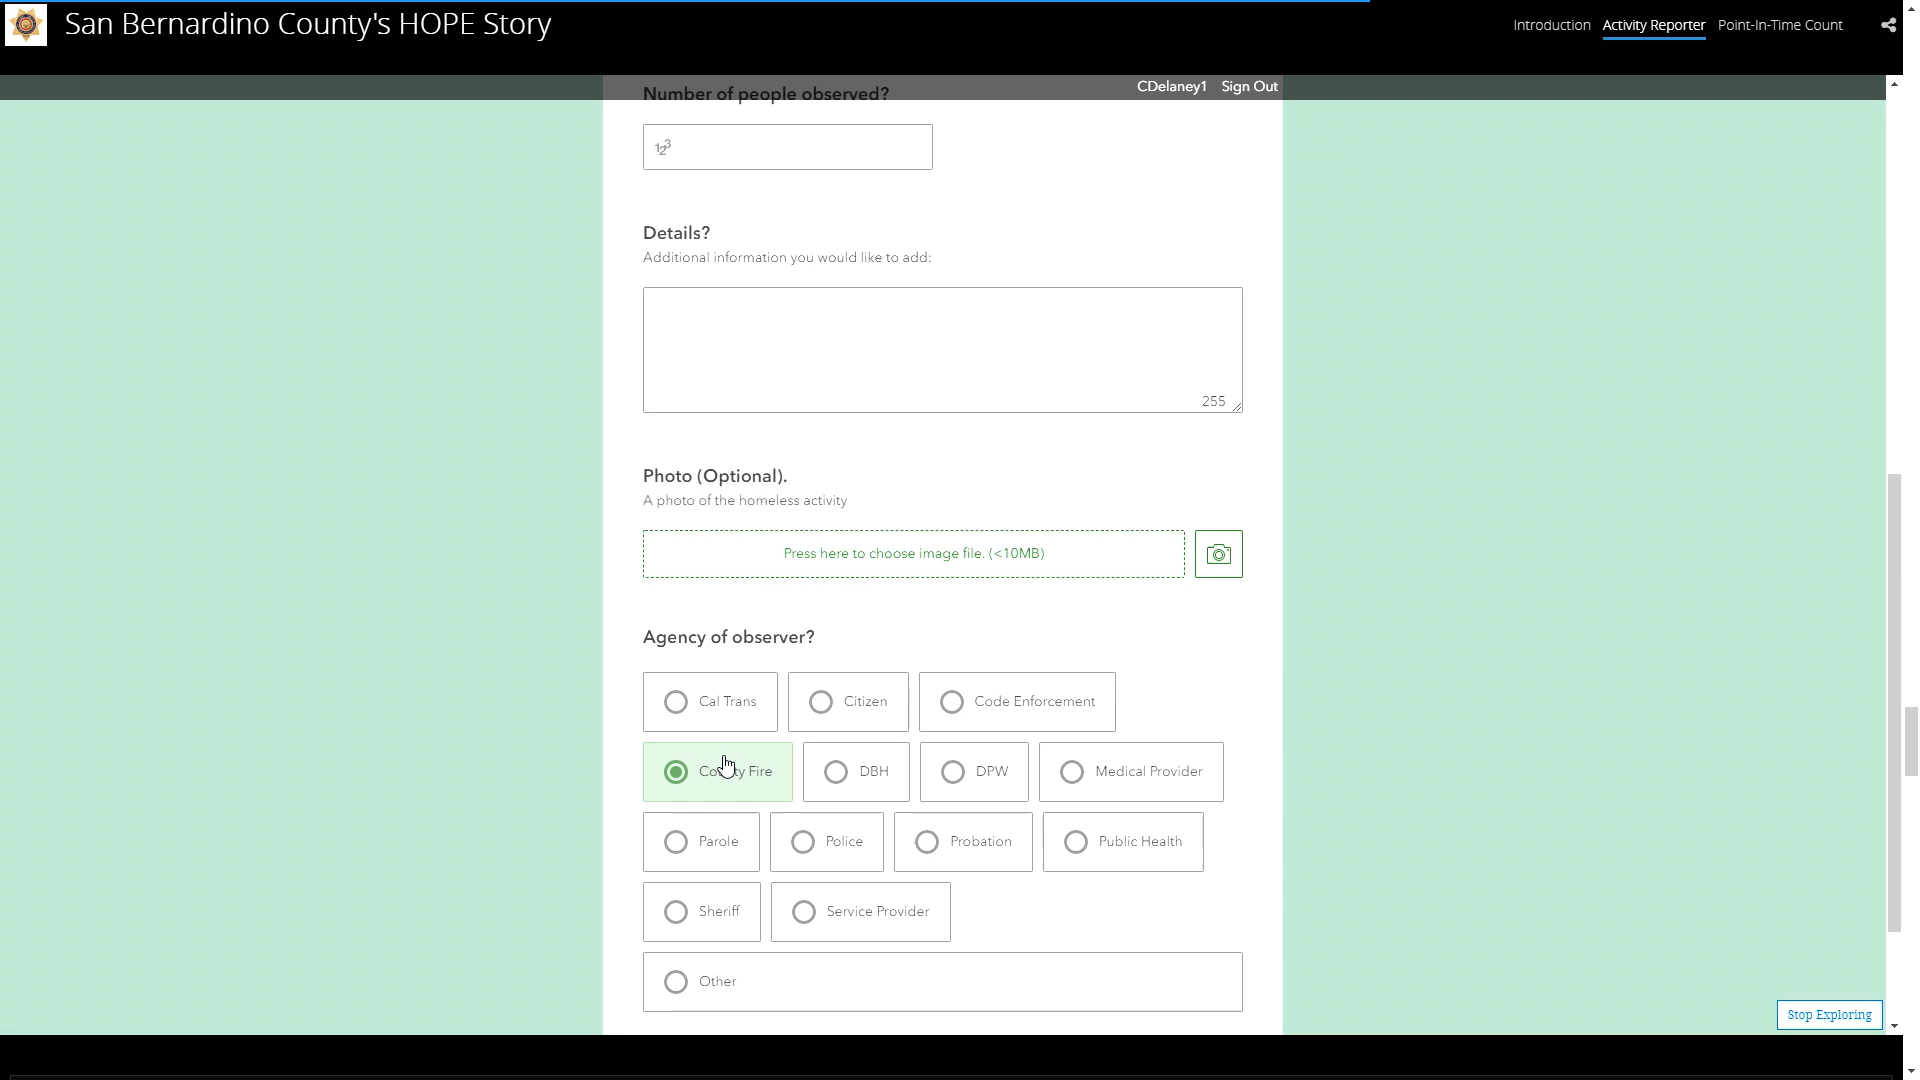 San Bernardino County's HOPE Story
Introduction Activity Reporter Point-In-Time Count
CDelaney1 Sign Out
Number of people observed?
123
Details?
Additional information you would like to add:
255
Photo (Optional).
A photo of the homeless activity
Press here to choose image file. (<10MB)
Agency of observer?
Cal Trans Citizen Code Enforcement
County Fire DBH DPW Medical Provider
Parole Police Probation Public Health
Sheriff Service Provider
Other
Stop Exploring